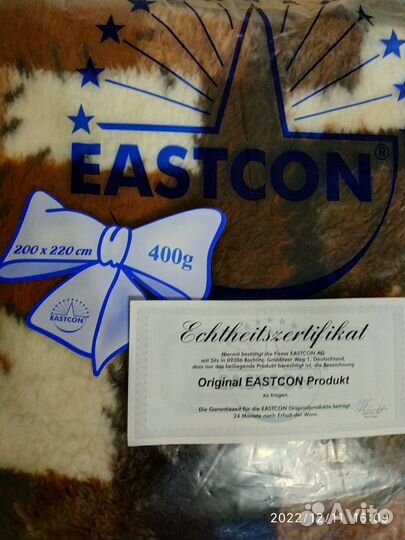 EASTCON®
200 x 220 cm
400g
EASTCON
Echtheitszertifikat
Hiermit bestätigt die Firma EASTCON AG
mit Sitz in 09306 Rochlitz, Gröblitzer Weg 1, Deutschland,
dass nur das beiliegende Produkt berechtigt ist, die Bezeichnung
Original EASTCON Produkt
zu tragen.
Die Garantiezeit für die EASTCON Originalprodukte beträgt
24 Monate nach Erhalt der Ware.
Avito
2022/12/11 16:09